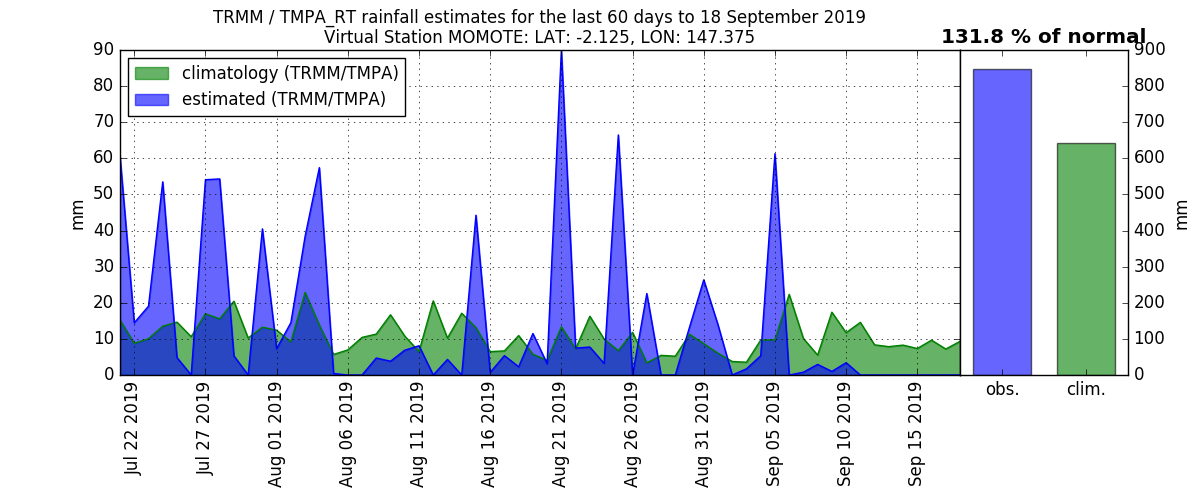 TRMM / TMPA_RT rainfall estimates for the last 60 days to 18 September 2019
Virtual Station MOMOTE: LAT: -2.125, LON: 147.375
131.8 % of normal
climatology (TRMM/TMPA)
estimated (TRMM/TMPA)
90
80
70
60
50
40
30
20
10
0
mm
Jul 22 2019
Jul 27 2019
Aug 01 2019
Aug 06 2019
Aug 11 2019
Aug 16 2019
Aug 21 2019
Aug 26 2019
Aug 31 2019
Sep 05 2019
Sep 10 2019
Sep 15 2019
obs.
clim.
900
800
700
600
500
400
300
200
100
0
mm